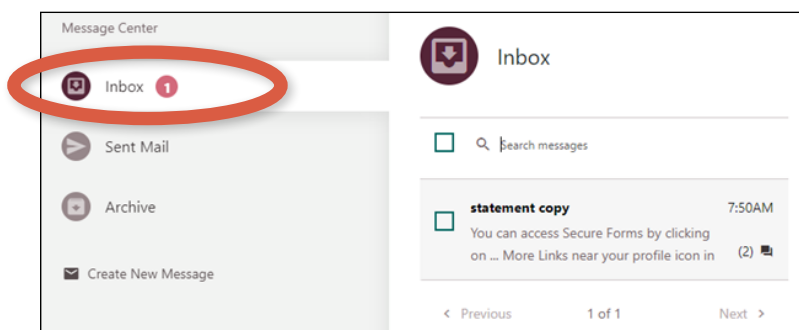 Message Center
Inbox 1
Sent Mail
Archive
Create New Message
Inbox
Search messages
statement copy 7:50AM
You can access Secure Forms by clicking
on ... More Links near your profile icon in (2)
< Previous 1 of 1 Next >